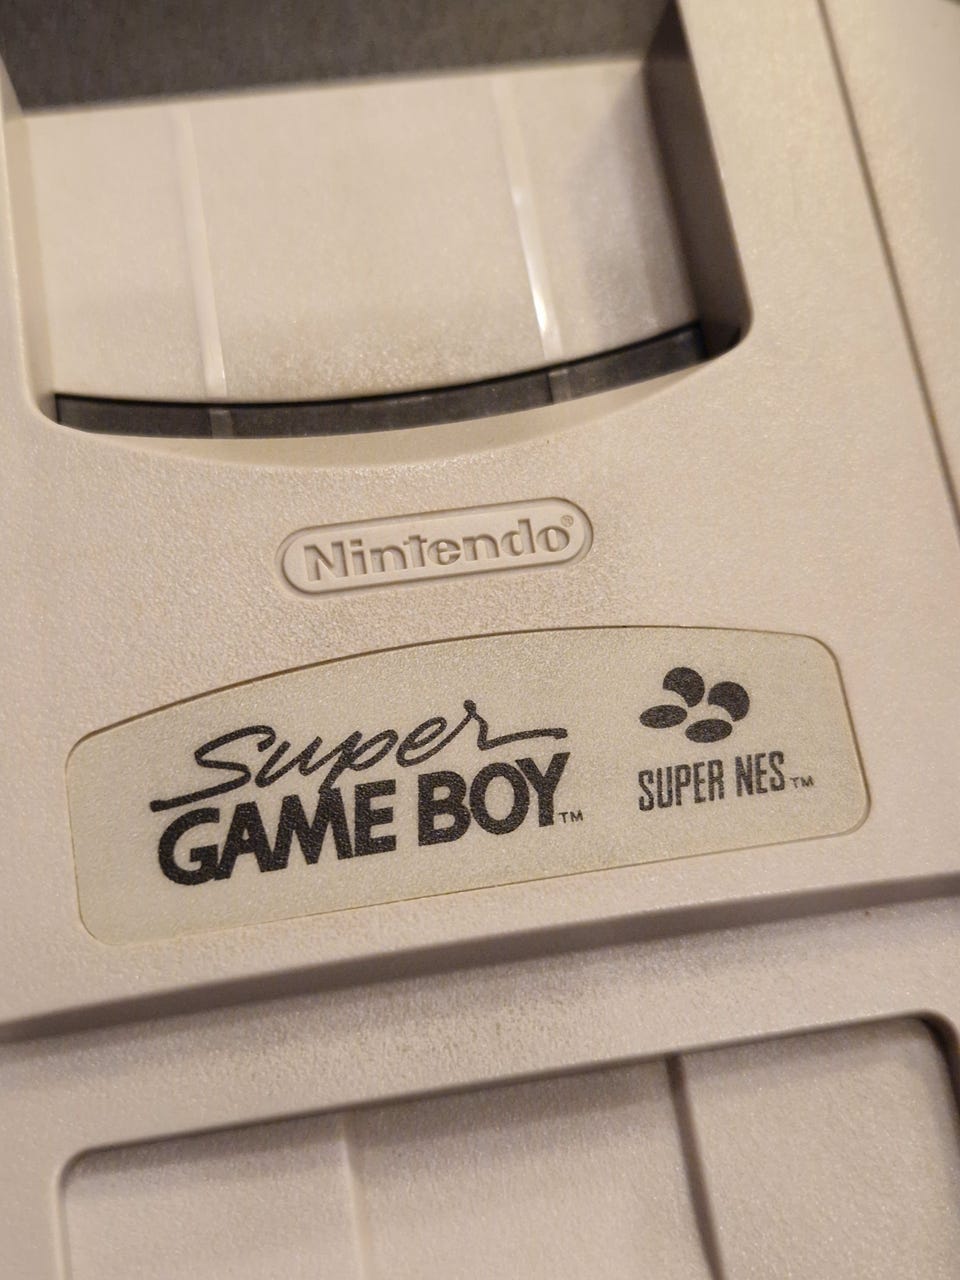 Nintendo®
Super
GAME BOY™
SUPER NES™